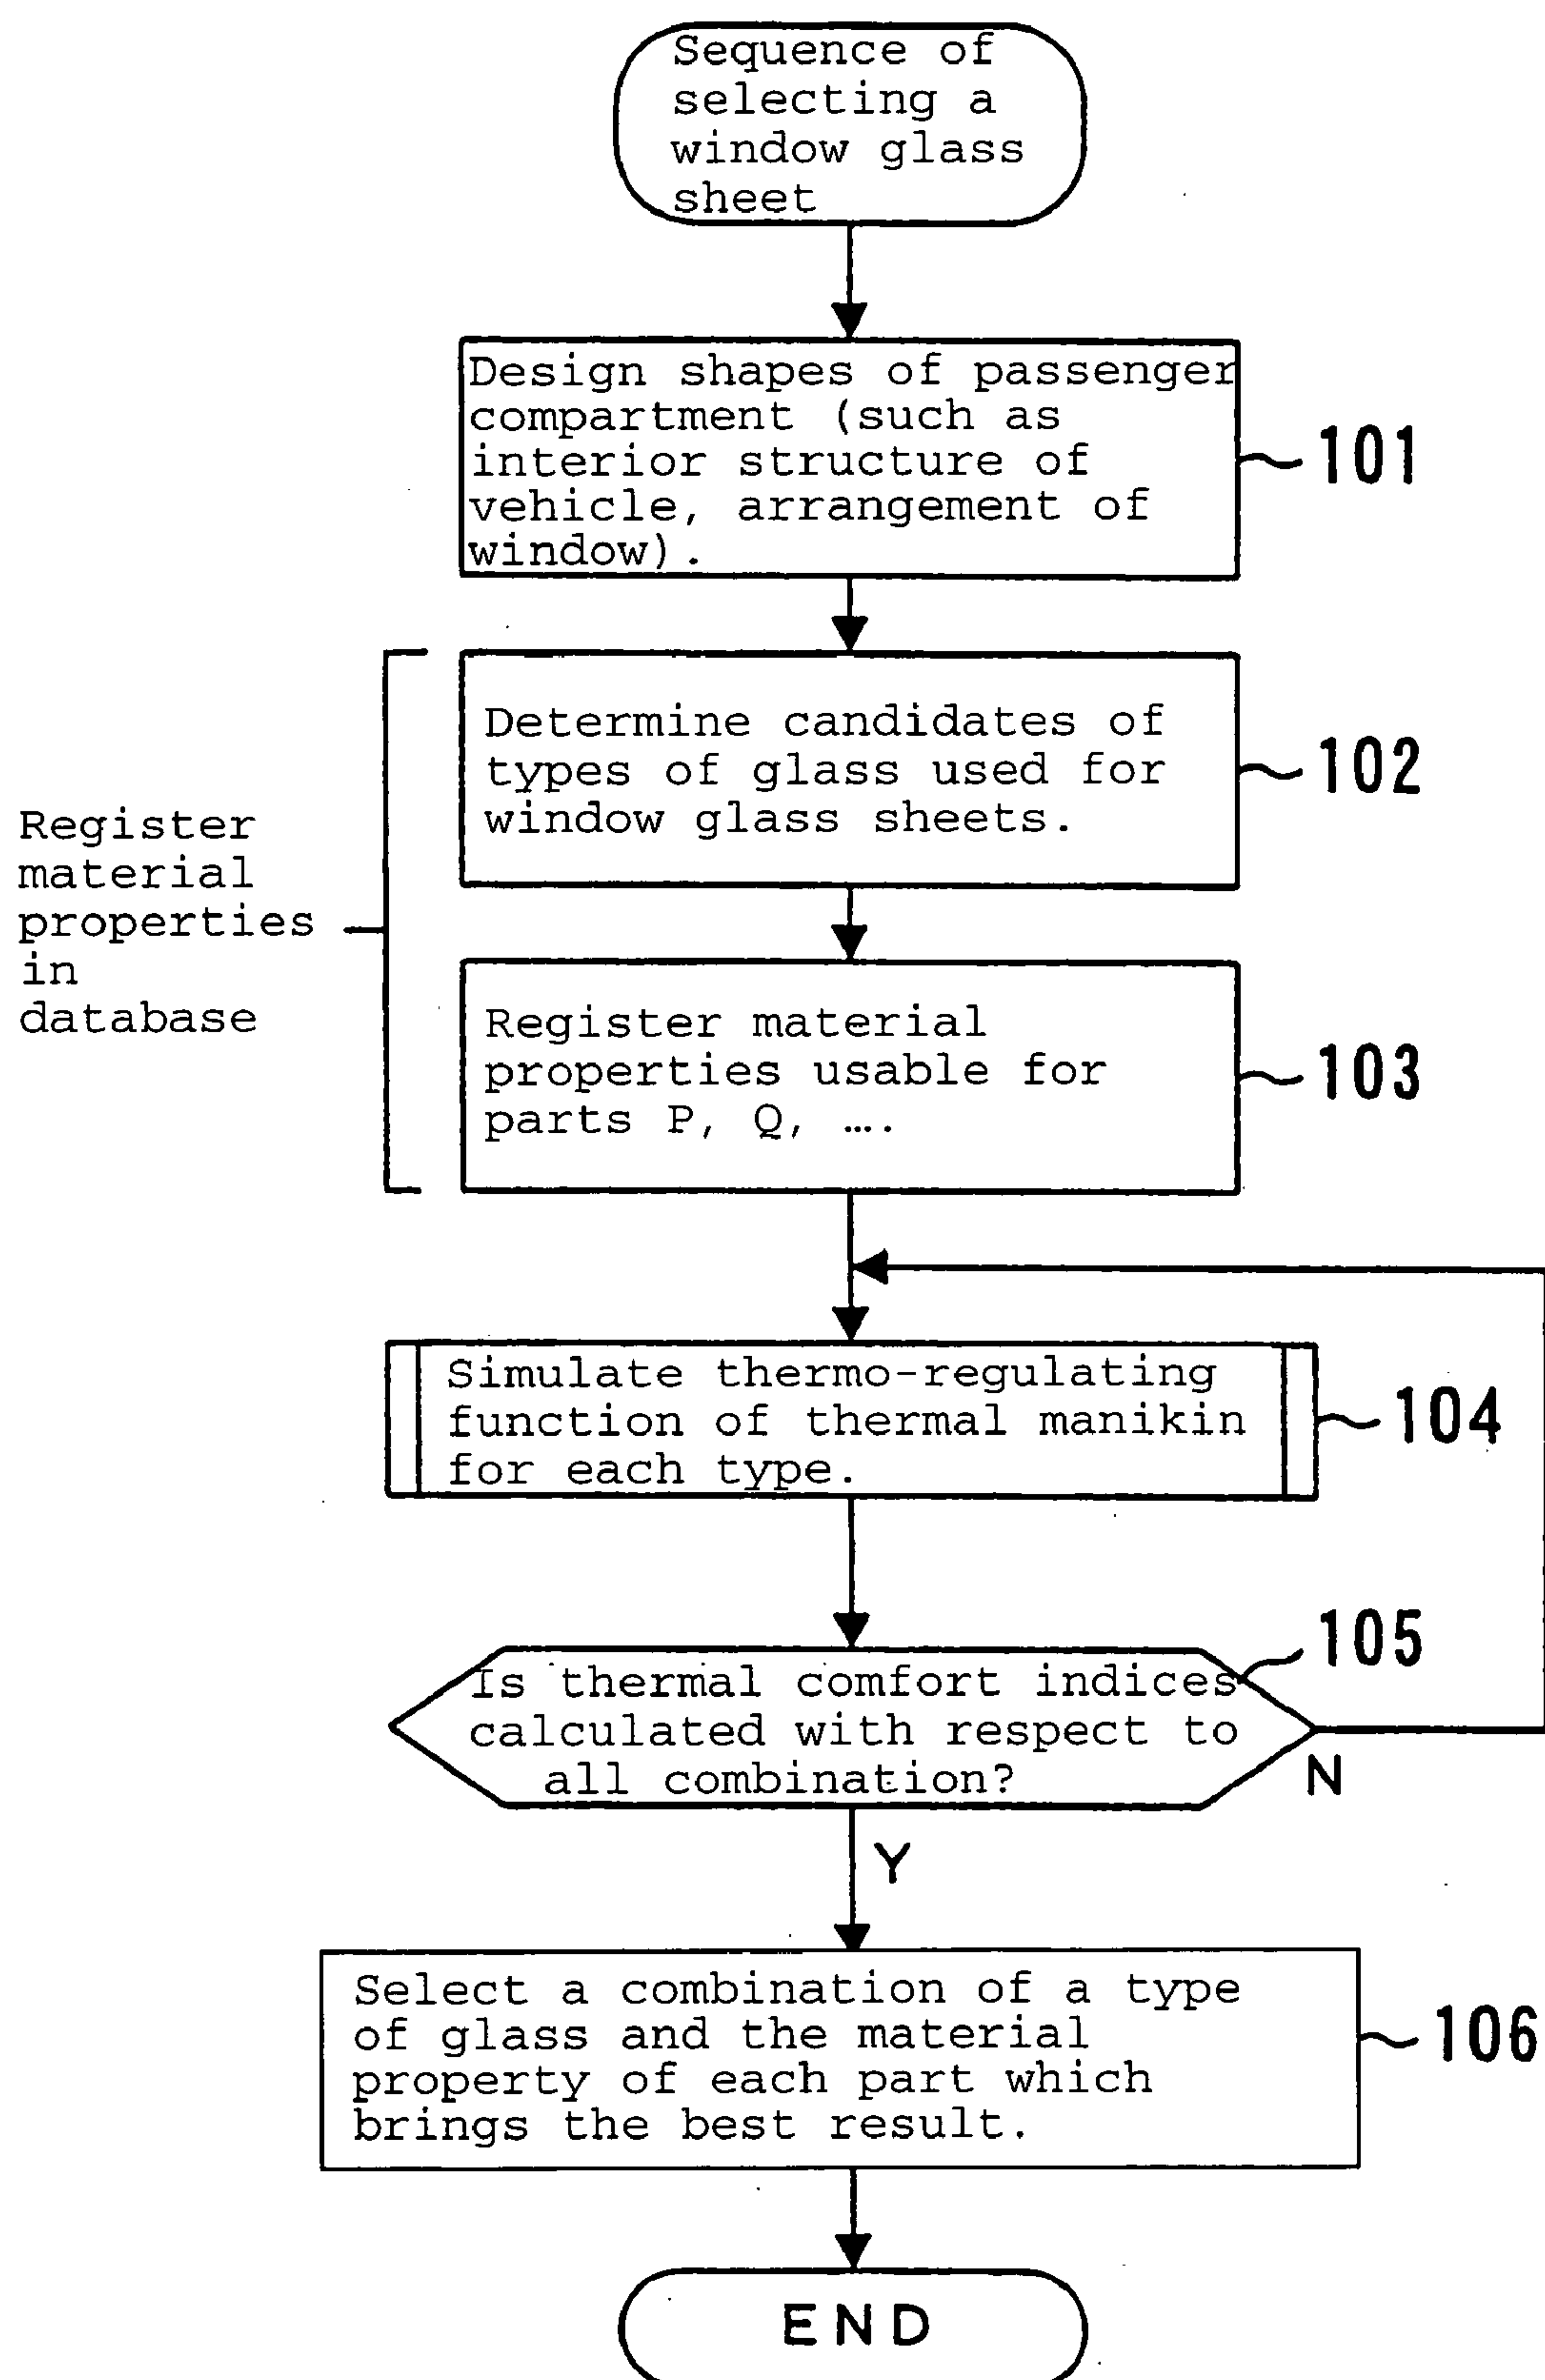 Sequence of
selecting a
window glass
sheet
Design shapes of passenger
compartment (such as
interior structure of
vehicle, arrangement of
window).
101
Determine candidates of
types of glass used for
window glass sheets.
102
Register
material
properties
in
database
Register material
properties usable for
parts P, Q, ….
103
Simulate thermo-regulating
function of thermal manikin
for each type.
104
Is thermal comfort indices
calculated with respect to
all combination?
105
N
Y
Select a combination of a type
of glass and the material
property of each part which
brings the best result.
106
END